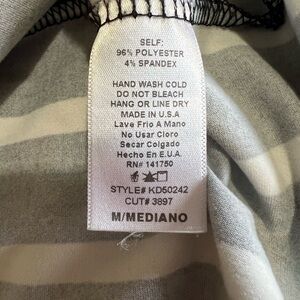 SELF:
96% POLYESTER
4% SPANDEX
HAND WASH COLD
DO NOT BLEACH
HANG OR LINE DRY
MADE IN U.S.A
Lave Frio A Mano
No Usar Cloro
Secar Colgado
Hecho En E.U.A.
RN# 141750
STYLE# KD50242
CUT# 3897
M/MEDIANO